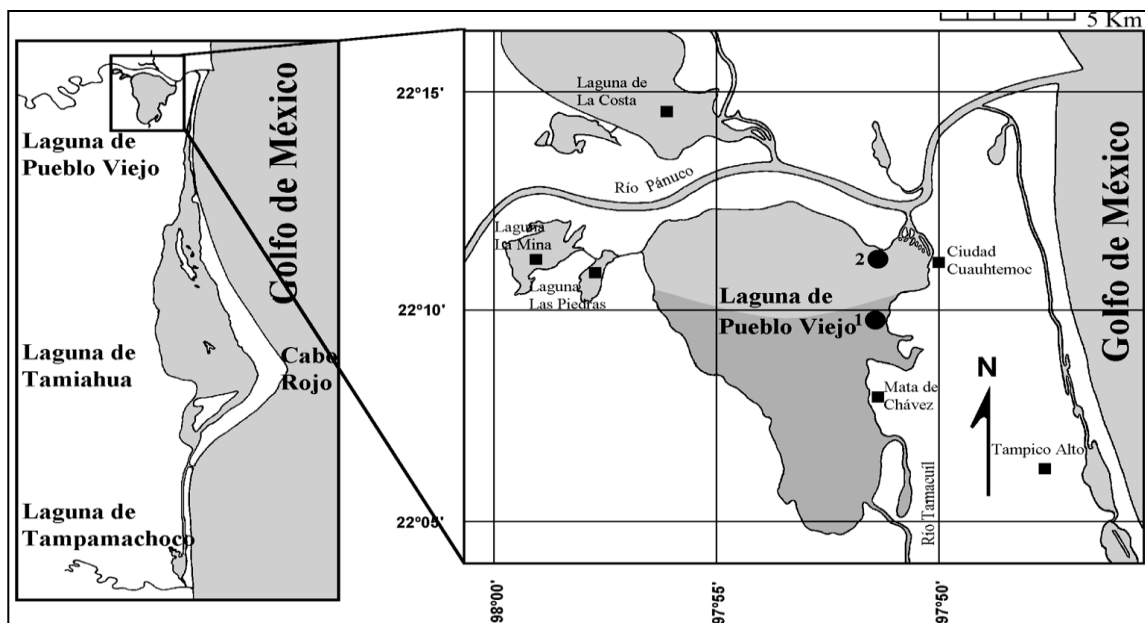 5 Km
Laguna de
Pueblo Viejo
Golfo de México
Laguna de
Tamiahua
Cabo
Rojo
Laguna de
Tampamachoco
22°15'
22°10'
22°05'
98°00'
97°55'
97°50'
Laguna de
La Costa
Río Pánuco
Laguna
La Mina
Laguna
Las Piedras
2
Ciudad
Cuauhtemoc
Laguna de
Pueblo Viejo
1
Mata de
Chávez
N
Tampico Alto
Río Tamacuil
Golfo de México